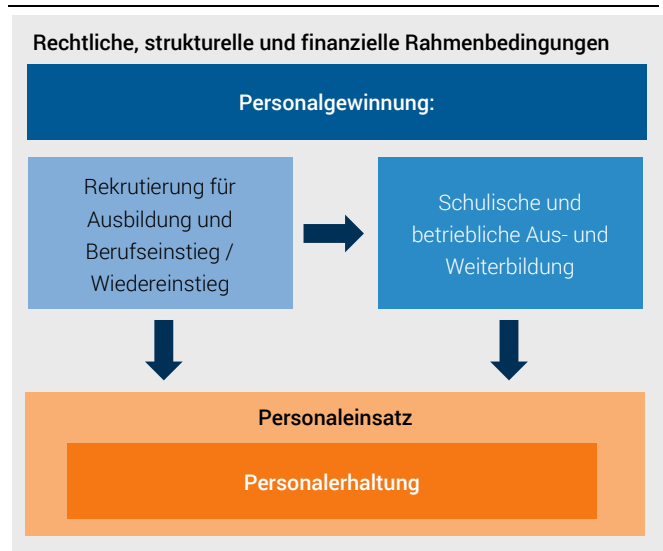 Rechtliche, strukturelle und finanzielle Rahmenbedingungen
Personalgewinnung:
Rekrutierung für
Ausbildung und
Berufseinstieg /
Wiedereinstieg
Schulische und
betriebliche Aus- und
Weiterbildung
Personaleinsatz
Personalerhaltung